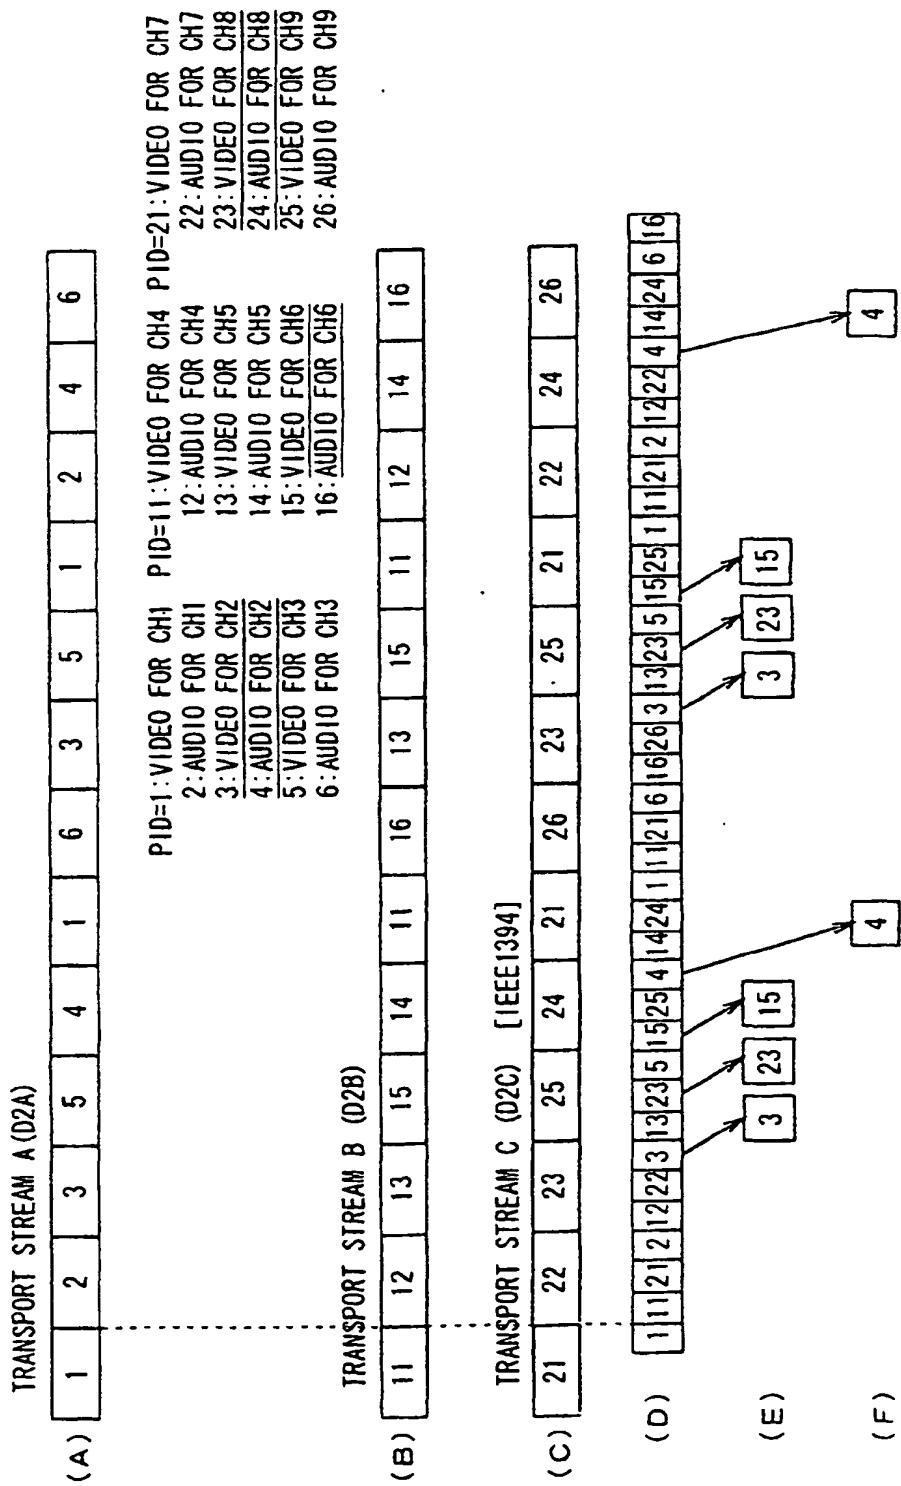 TRANSPORT STREAM A(D2A)
(A) 1 2 3 5 4 1 6 3 5 1 2 4 6
PID=1:VIDEO FOR CH1 PID=11:VIDEO FOR CH4 PID=21:VIDEO FOR CH7
2:AUDIO FOR CH1 12:AUDIO FOR CH4 22:AUDIO FOR CH7
3:VIDEO FOR CH2 13:VIDEO FOR CH5 23:VIDEO FOR CH8
4:AUDIO FOR CH2 14:AUDIO FOR CH5 24:AUDIO FOR CH8
5:VIDEO FOR CH3 15:VIDEO FOR CH6 25:VIDEO FOR CH9
6:AUDIO FOR CH3 16:AUDIO FOR CH6 26:AUDIO FOR CH9
TRANSPORT STREAM B (D2B)
(B) 11 12 13 15 14 11 16 13 15 11 12 14 16
TRANSPORT STREAM C (D2C) [IEEE1394]
(C) 21 22 23 25 24 21 26 23 25 21 22 24 26
(D) 1 11 21 2 12 22 3 13 23 5 15 25 4 14 24 1 11 21 6 16 26 3 13 23 5 15 25 1 11 21 2 12 22 4 14 24 6 16
(E) 3 23 15 3 23 15
(F) 4 4